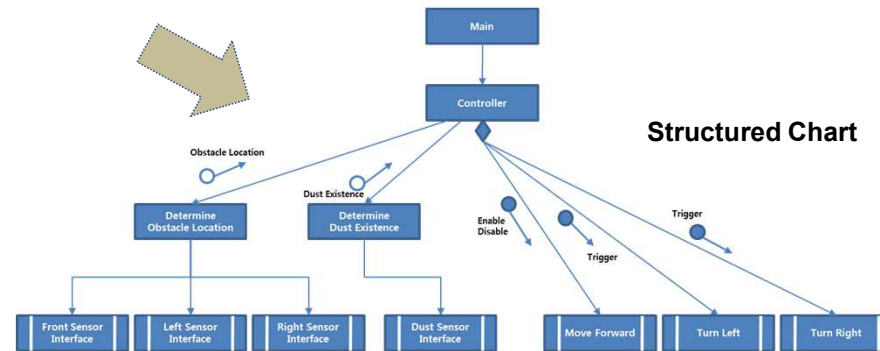 Main
Controller
Structured Chart
Obstacle Location
Dust Existence
Determine
Obstacle Location
Determine
Dust Existence
Enable
Disable
Trigger
Trigger
Front Sensor
Interface
Left Sensor
Interface
Right Sensor
Interface
Dust Sensor
Interface
Move Forward
Turn Left
Turn Right